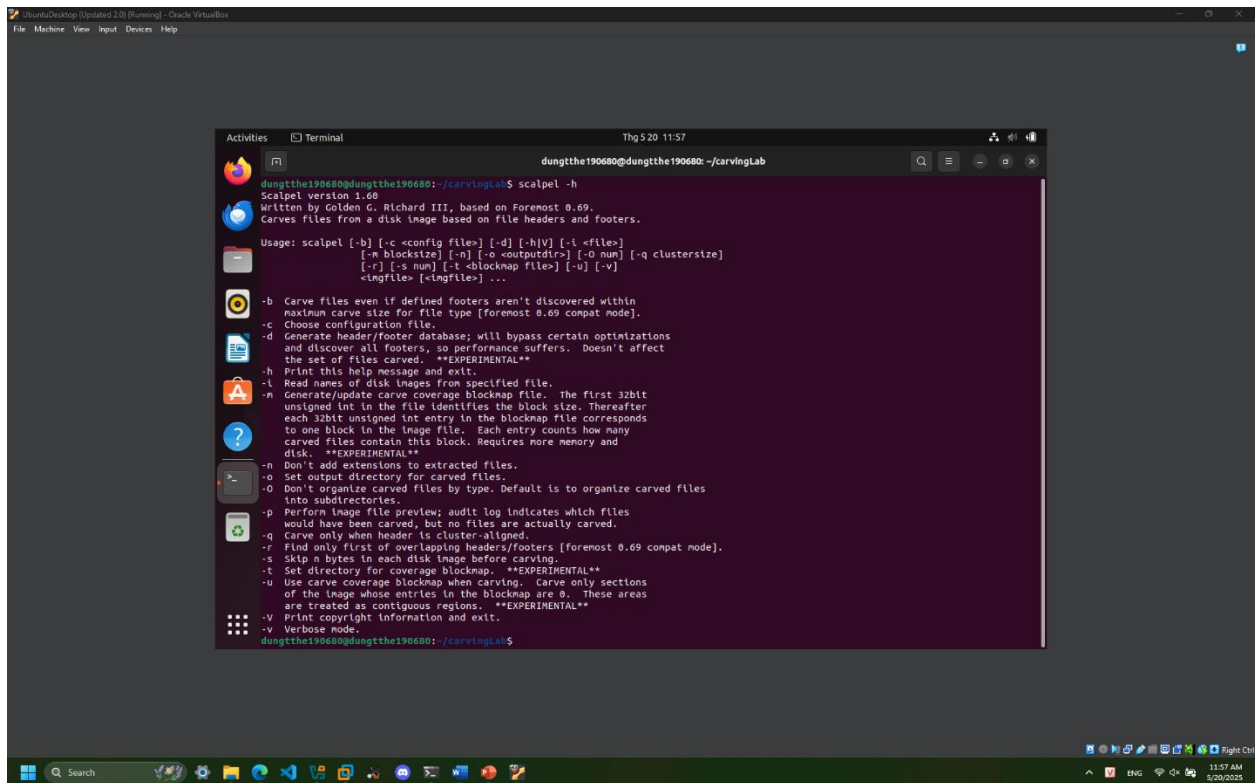 UbuntuDesktop (Updated 2.0) [Running] - Oracle VirtualBox
File Machine View Input Devices Help
Activities Terminal Thg 5 20 11:57
dungtthe190680@dungtthe190680: ~/carvingLab
dungtthe190680@dungtthe190680:~/carvingLab$ scalpel -h
Scalpel version 1.60
Written by Golden G. Richard III, based on Foremost 0.69.
Carves files from a disk image based on file headers and footers.
Usage: scalpel [-b] [-c <config file>] [-d] [-h|V] [-i <file>]
[-m blocksize] [-n] [-o <outputdir>] [-O num] [-q clustersize]
[-r] [-s num] [-t <blockmap file>] [-u] [-v]
<imgfile> [<imgfile>] ...
-b Carve files even if defined footers aren't discovered within
maximum carve size for file type [foremost 0.69 compat mode].
-c Choose configuration file.
-d Generate header/footer database; will bypass certain optimizations
and discover all footers, so performance suffers. Doesn't affect
the set of files carved. **EXPERIMENTAL**
-h Print this help message and exit.
-i Read names of disk images from specified file.
-m Generate/update carve coverage blockmap file. The first 32bit
unsigned int in the file identifies the block size. Thereafter
each 32bit unsigned int entry in the blockmap file corresponds
to one block in the image file. Each entry counts how many
carved files contain this block. Requires more memory and
disk. **EXPERIMENTAL**
-n Don't add extensions to extracted files.
-o Set output directory for carved files.
-O Don't organize carved files by type. Default is to organize carved files
into subdirectories.
-p Perform image file preview; audit log indicates which files
would have been carved, but no files are actually carved.
-q Carve only when header is cluster-aligned.
-r Find only first of overlapping headers/footers [foremost 0.69 compat mode].
-s Skip n bytes in each disk image before carving.
-t Set directory for coverage blockmap. **EXPERIMENTAL**
-u Use carve coverage blockmap when carving. Carve only sections
of the image whose entries in the blockmap are 0. These areas
are treated as contiguous regions. **EXPERIMENTAL**
-V Print copyright information and exit.
-v Verbose mode.
dungtthe190680@dungtthe190680:~/carvingLab$
Right Ctrl
Search
ENG
11:57 AM
5/20/2025